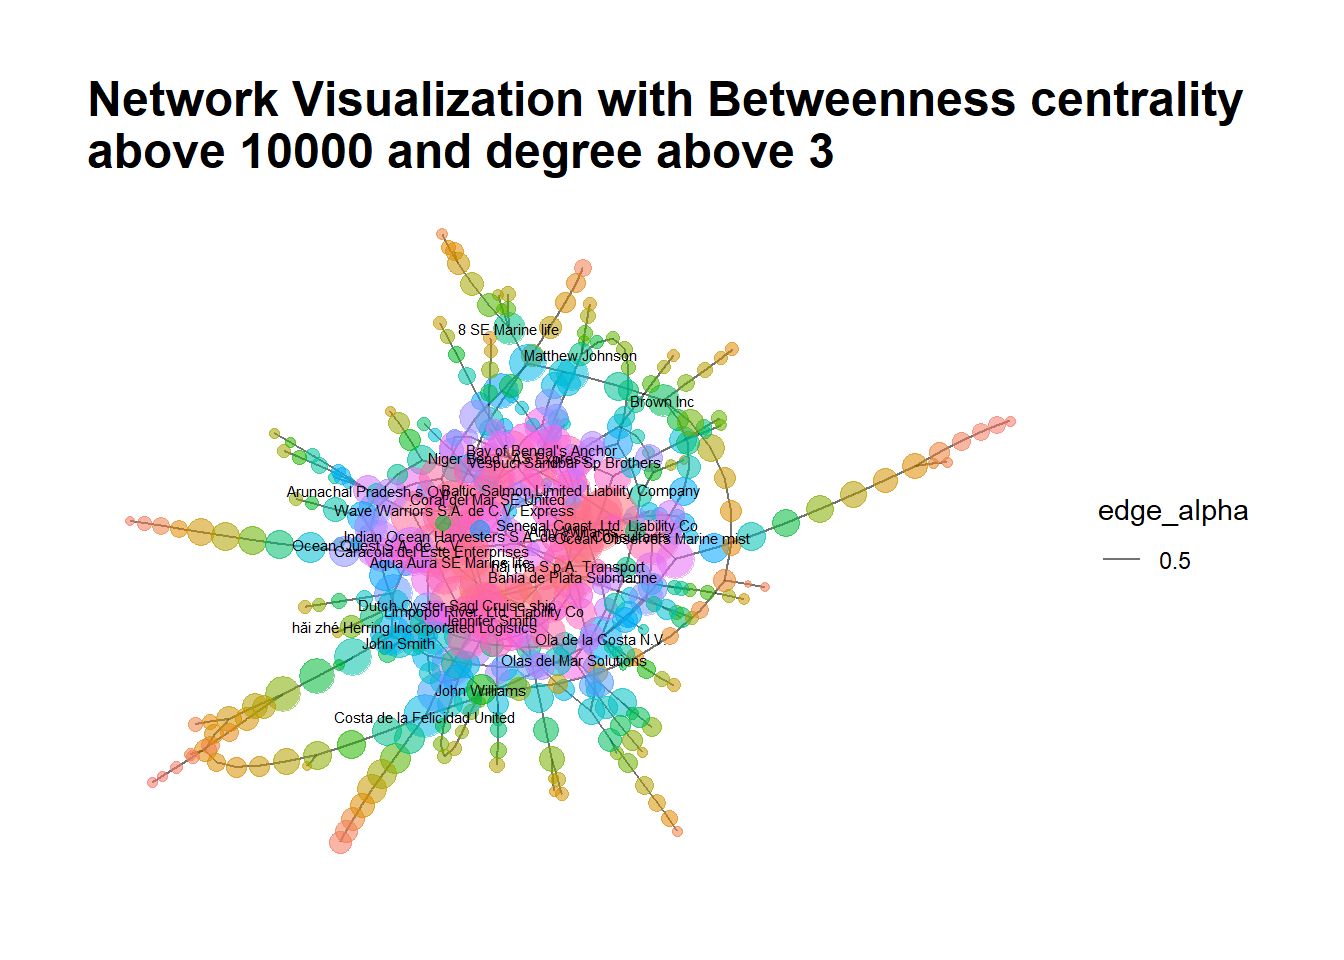 Network Visualization with Betweenness centrality
above 10000 and degree above 3
8 SE Marine life
Matthew Johnson
Brown Inc
Bay of Bengal's Anchor
Niger Bend
Express
Vespuci Sandbar Sp Brothers
Arunachal Pradesh s
Baltic Salmon Limited Liability Company
Coral del Mar SE United
Wave Warriors S.A. de C.V. Express
Senegal Coast, Ltd. Liability Co
Indian Ocean Harvesters S.A. de C.V. Consultants
Ocean Observers Marine mist
Ocean Quest S.A. de C.V.
Caracola del Este Enterprises
Aqua Aura SE Marine life
hǎi mǎ S.p.A. Transport
Bahía de Plata Submarine
Dutch Oyster Sagl Cruise ship
Limpopo River, Ltd. Liability Co
Jennifer Smith
hǎi zhé Herring Incorporated Logistics
John Smith
Ola de la Costa N.V.
Olas del Mar Solutions
John Williams
Costa de la Felicidad United
edge_alpha
0.5